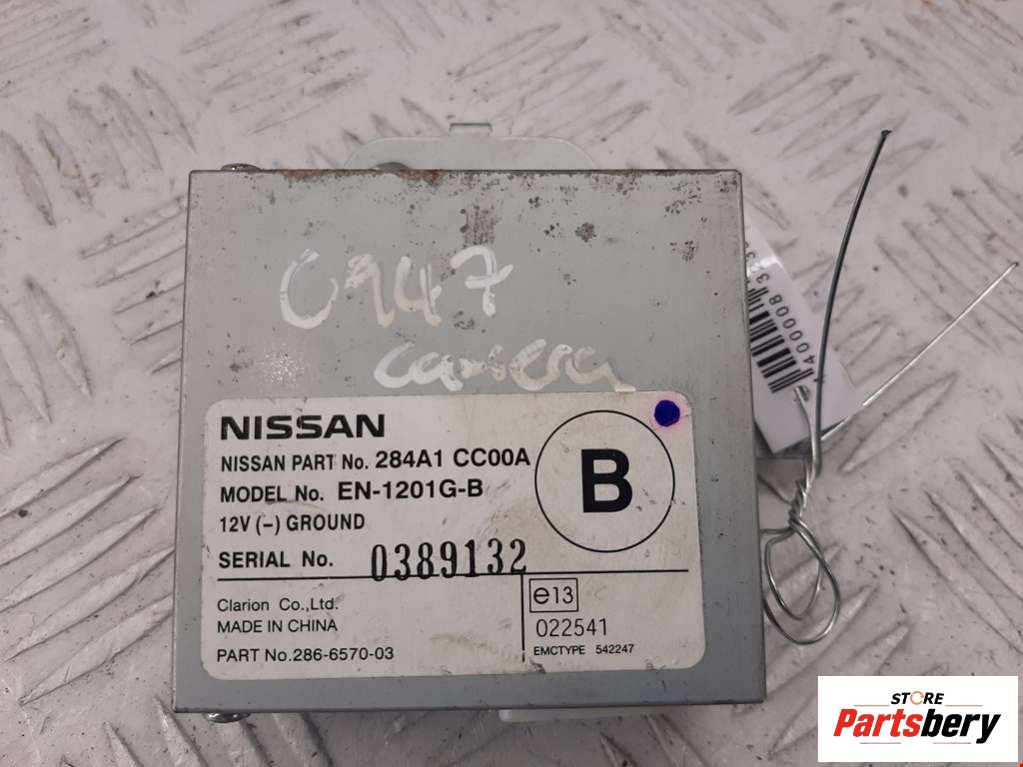 0947
camera
NISSAN
NISSAN PART No. 284A1 CC00A
MODEL No. EN-1201G-B
12V (–) GROUND
SERIAL No. 0389132
B
Clarion Co.,Ltd.
MADE IN CHINA
PART No.286-6570-03
e13
022541
EMCTYPE 542247
STORE
Partsbery